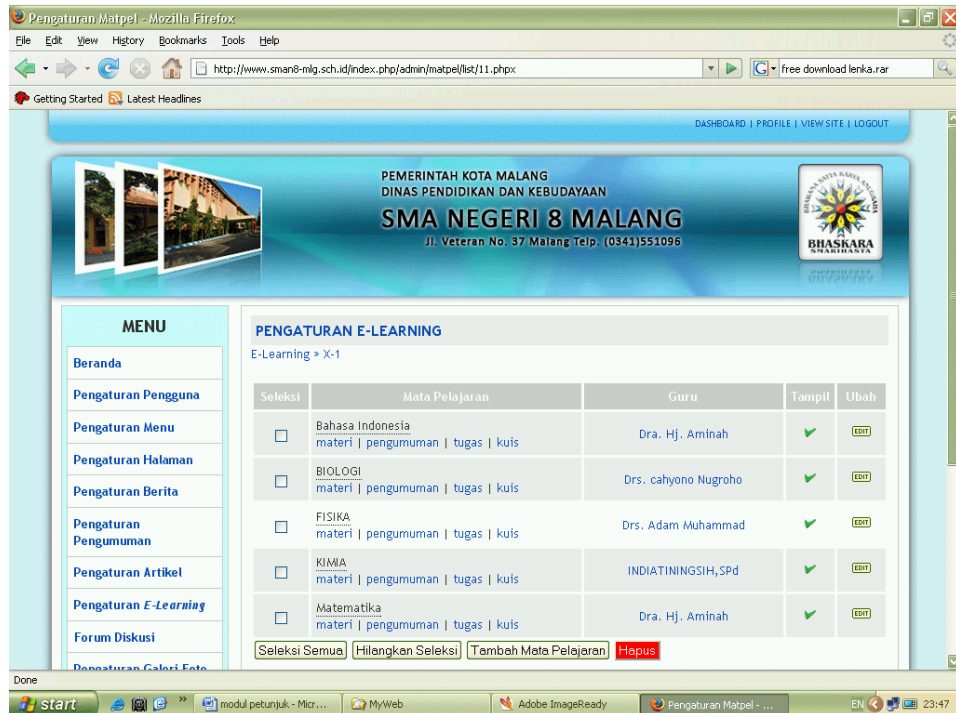 Pengaturan Matpel - Mozilla Firefox
File Edit View History Bookmarks Tools Help
http://www.sman8-mlg.sch.id/index.php/admin/matpel/list/11.phpx
free download lenka.rar
Getting Started Latest Headlines
DASHBOARD | PROFILE | VIEW SITE | LOGOUT
PEMERINTAH KOTA MALANG
DINAS PENDIDIKAN DAN KEBUDAYAAN
SMA NEGERI 8 MALANG
Jl. Veteran No. 37 Malang Telp. (0341)551096
BHASKARA
SMARIHASTA
MENU
Beranda
Pengaturan Pengguna
Pengaturan Menu
Pengaturan Halaman
Pengaturan Berita
Pengaturan
Pengumuman
Pengaturan Artikel
Pengaturan E-Learning
Forum Diskusi
Pengaturan Galeri Foto
PENGATURAN E-LEARNING
E-Learning » X-1
Seleksi Mata Pelajaran Guru Tampil Ubah
Bahasa Indonesia
materi | pengumuman | tugas | kuis
Dra. Hj. Aminah
EDIT
BIOLOGI
materi | pengumuman | tugas | kuis
Drs. cahyono Nugroho
EDIT
FISIKA
materi | pengumuman | tugas | kuis
Drs. Adam Muhammad
EDIT
KIMIA
materi | pengumuman | tugas | kuis
INDIATININGSIH,SPd
EDIT
Matematika
materi | pengumuman | tugas | kuis
Dra. Hj. Aminah
EDIT
Seleksi Semua Hilangkan Seleksi Tambah Mata Pelajaran Hapus
Done
start modul petunjuk - Micr... MyWeb Adobe ImageReady Pengaturan Matpel - ... EN 23:47